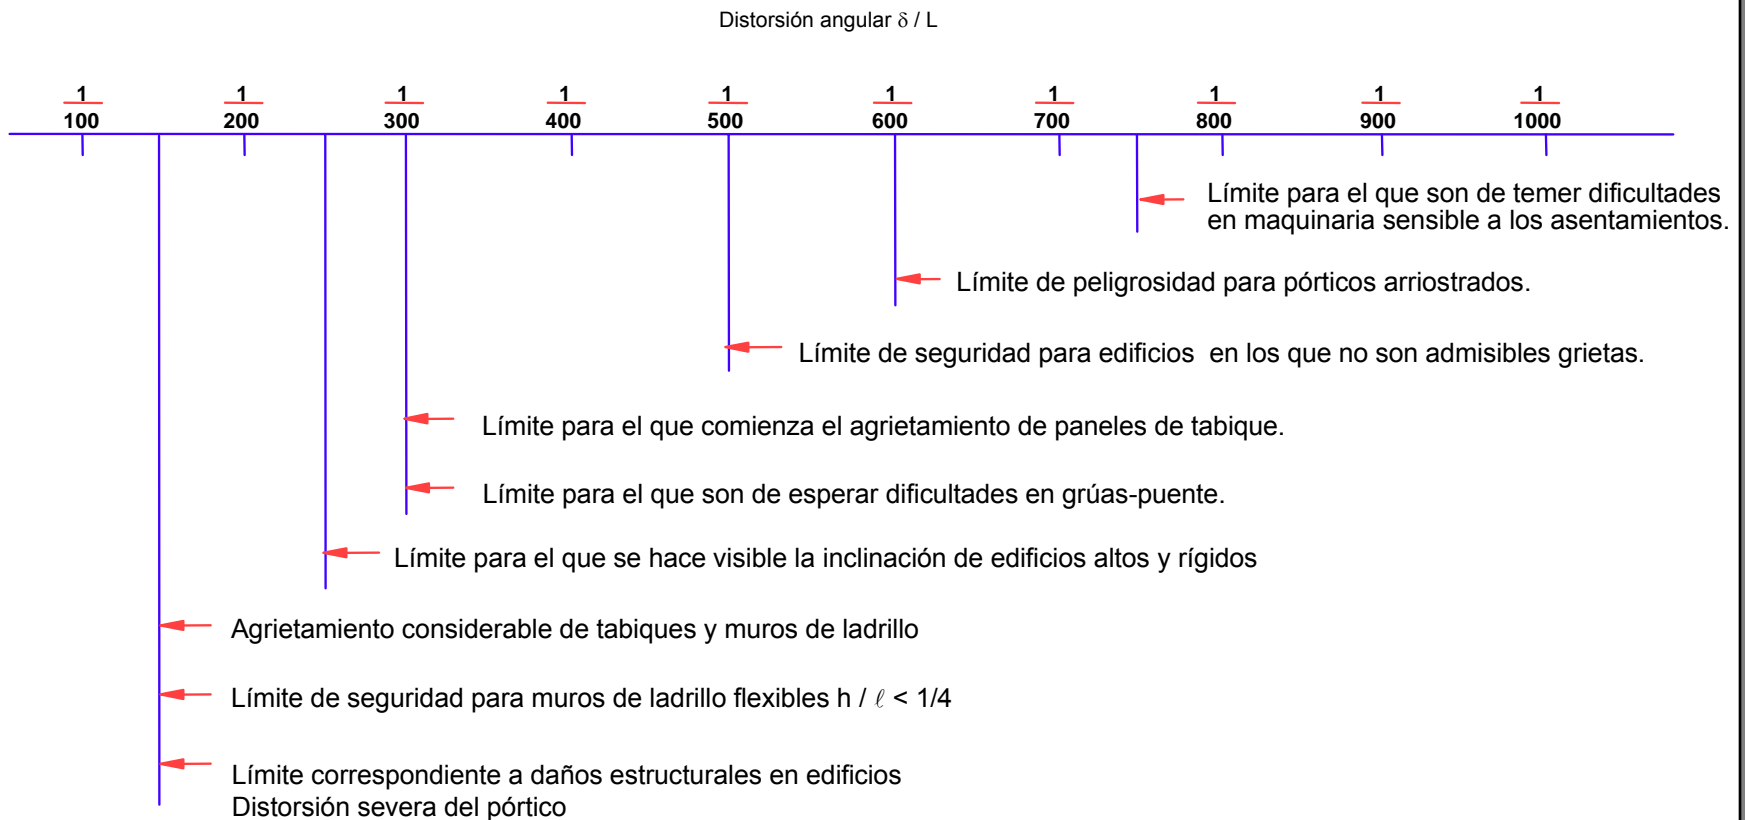 Distorsión angular δ / L
1 1 1 1 1 1 1 1 1 1
100 200 300 400 500 600 700 800 900 1000
Límite para el que son de temer dificultades
en maquinaria sensible a los asentamientos.
Límite de peligrosidad para pórticos arriostrados.
Límite de seguridad para edificios en los que no son admisibles grietas.
Límite para el que comienza el agrietamiento de paneles de tabique.
Límite para el que son de esperar dificultades en grúas-puente.
Límite para el que se hace visible la inclinación de edificios altos y rígidos
Agrietamiento considerable de tabiques y muros de ladrillo
Límite de seguridad para muros de ladrillo flexibles h / ℓ < 1/4
Límite correspondiente a daños estructurales en edificios
Distorsión severa del pórtico